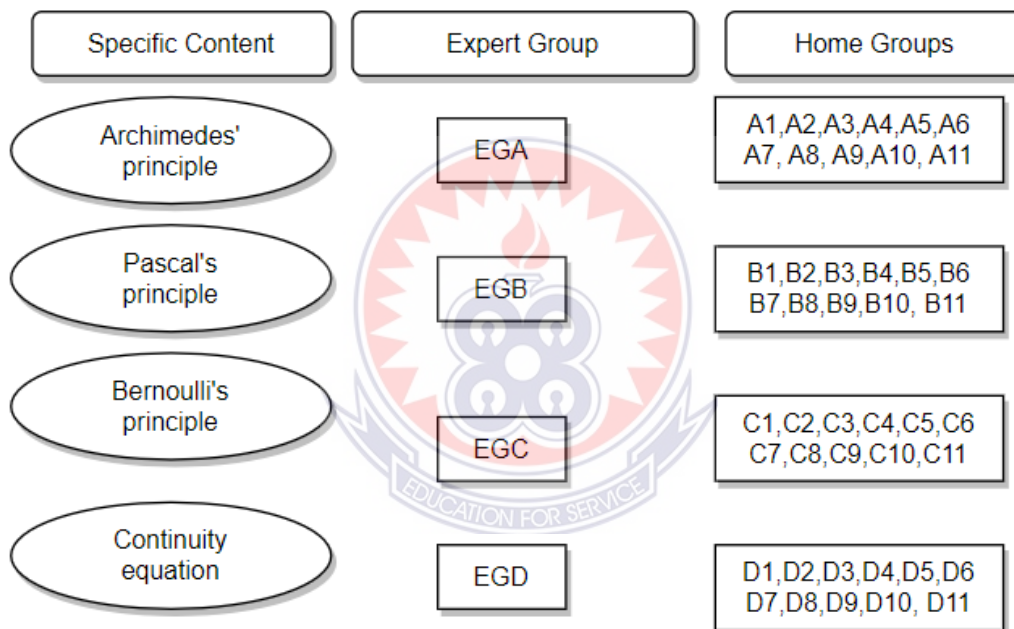 Specific Content
Expert Group
Home Groups
Archimedes'
principle
EGA
A1,A2,A3,A4,A5,A6
A7, A8, A9,A10, A11
Pascal's
principle
EGB
B1,B2,B3,B4,B5,B6
B7,B8,B9,B10, B11
Bernoulli's
principle
EGC
C1,C2,C3,C4,C5,C6
C7,C8,C9,C10,C11
EDUCATION FOR SERVICE
Continuity
equation
EGD
D1,D2,D3,D4,D5,D6
D7,D8,D9,D10, D11